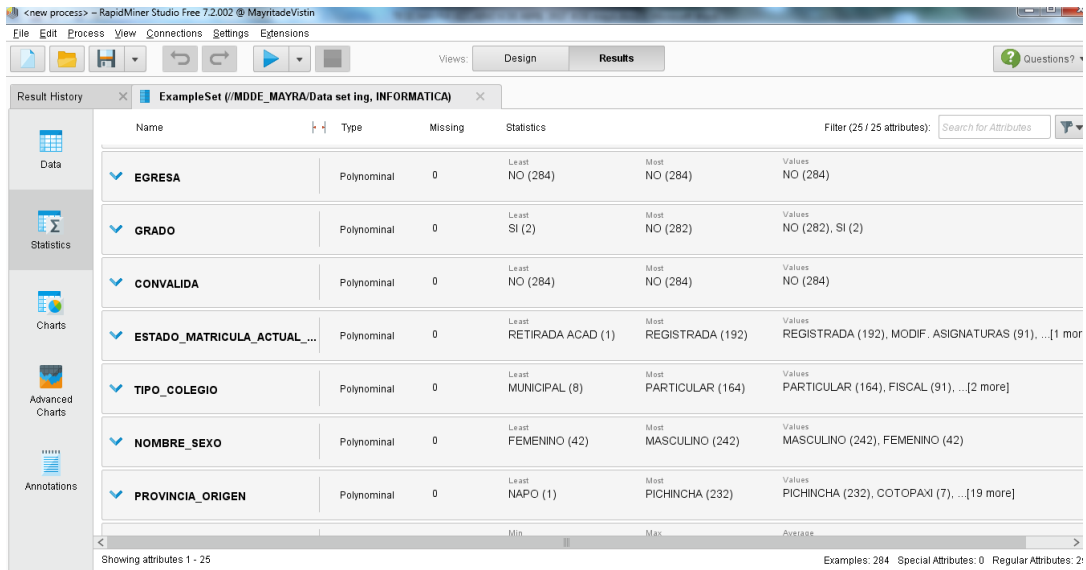 <new process> – RapidMiner Studio Free 7.2.002 @ MayritadeVistin
File Edit Process View Connections Settings Extensions
Views: Design Results Questions?
Result History ExampleSet (//MDDE_MAYRA/Data set ing, INFORMATICA)
Name Type Missing Statistics Filter (25 / 25 attributes): Search for Attributes
Data
Statistics
Charts
Advanced
Charts
Annotations
Least Most Values
EGRESA Polynominal 0 NO (284) NO (284) NO (284)
Least Most Values
GRADO Polynominal 0 SI (2) NO (282) NO (282), SI (2)
Least Most Values
CONVALIDA Polynominal 0 NO (284) NO (284) NO (284)
Least Most Values
ESTADO_MATRICULA_ACTUAL_... Polynominal 0 RETIRADA ACAD (1) REGISTRADA (192) REGISTRADA (192), MODIF. ASIGNATURAS (91), ...[1 mor
Least Most Values
TIPO_COLEGIO Polynominal 0 MUNICIPAL (8) PARTICULAR (164) PARTICULAR (164), FISCAL (91), ...[2 more]
Least Most Values
NOMBRE_SEXO Polynominal 0 FEMENINO (42) MASCULINO (242) MASCULINO (242), FEMENINO (42)
Least Most Values
PROVINCIA_ORIGEN Polynominal 0 NAPO (1) PICHINCHA (232) PICHINCHA (232), COTOPAXI (7), ...[19 more]
Min Max Average
Showing attributes 1 - 25 Examples: 284 Special Attributes: 0 Regular Attributes: